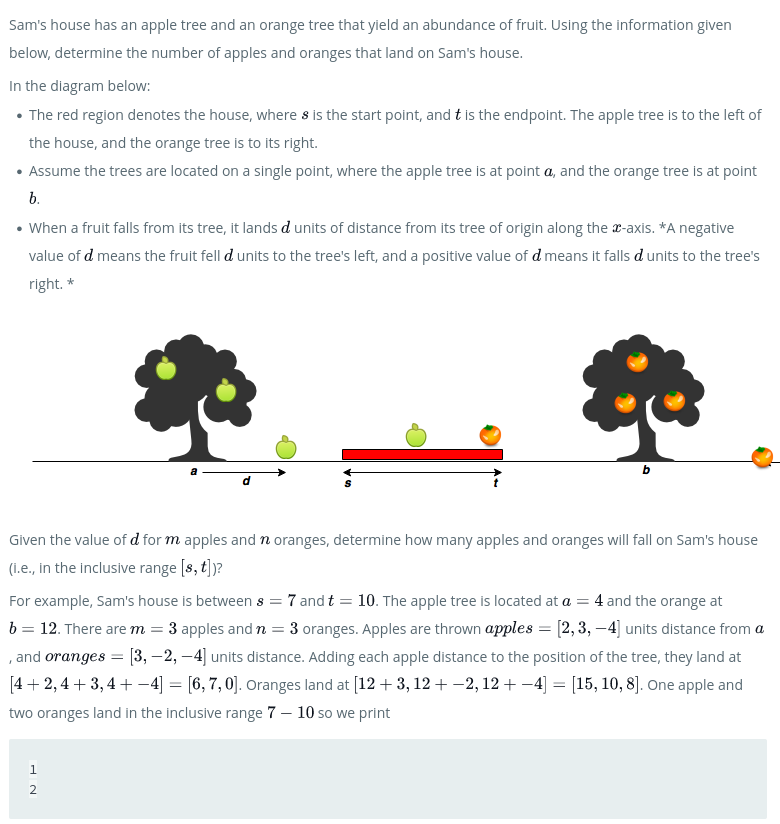 Sam's house has an apple tree and an orange tree that yield an abundance of fruit. Using the information given
below, determine the number of apples and oranges that land on Sam's house.
In the diagram below:
• The red region denotes the house, where s is the start point, and t is the endpoint. The apple tree is to the left of
the house, and the orange tree is to its right.
• Assume the trees are located on a single point, where the apple tree is at point a, and the orange tree is at point
b.
• When a fruit falls from its tree, it lands d units of distance from its tree of origin along the x-axis. *A negative
value of d means the fruit fell d units to the tree's left, and a positive value of d means it falls d units to the tree's
right. *
a
d
s
t
b
Given the value of d for m apples and n oranges, determine how many apples and oranges will fall on Sam's house
(i.e., in the inclusive range [s, t])?
For example, Sam's house is between s = 7 and t = 10. The apple tree is located at a = 4 and the orange at
b = 12. There are m = 3 apples and n = 3 oranges. Apples are thrown apples = [2, 3, −4] units distance from a
, and oranges = [3, −2, −4] units distance. Adding each apple distance to the position of the tree, they land at
[4 + 2, 4 + 3, 4 + −4] = [6, 7, 0]. Oranges land at [12 + 3, 12 + −2, 12 + −4] = [15, 10, 8]. One apple and
two oranges land in the inclusive range 7 − 10 so we print
1
2